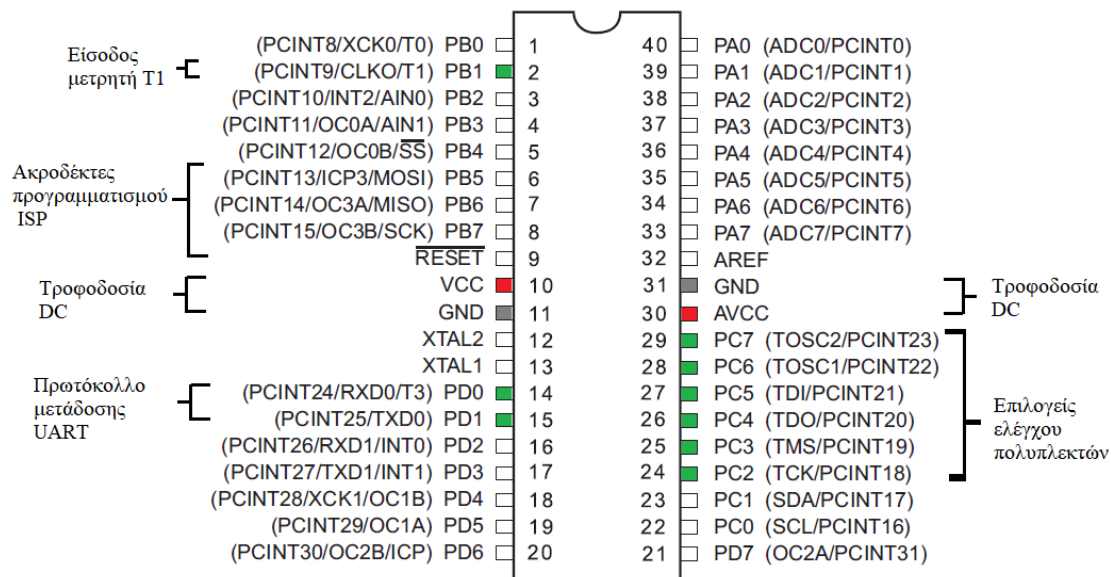 Είσοδος
μετρητή T1
Ακροδέκτες
προγραμματισμού
ISP
Τροφοδοσία
DC
Πρωτόκολλο
μετάδοσης
UART
(PCINT8/XCK0/T0) PB0 1
(PCINT9/CLKO/T1) PB1 2
(PCINT10/INT2/AIN0) PB2 3
(PCINT11/OC0A/AIN1) PB3 4
(PCINT12/OC0B/SS) PB4 5
(PCINT13/ICP3/MOSI) PB5 6
(PCINT14/OC3A/MISO) PB6 7
(PCINT15/OC3B/SCK) PB7 8
RESET 9
VCC 10
GND 11
XTAL2 12
XTAL1 13
(PCINT24/RXD0/T3) PD0 14
(PCINT25/TXD0) PD1 15
(PCINT26/RXD1/INT0) PD2 16
(PCINT27/TXD1/INT1) PD3 17
(PCINT28/XCK1/OC1B) PD4 18
(PCINT29/OC1A) PD5 19
(PCINT30/OC2B/ICP) PD6 20
40 PA0 (ADC0/PCINT0)
39 PA1 (ADC1/PCINT1)
38 PA2 (ADC2/PCINT2)
37 PA3 (ADC3/PCINT3)
36 PA4 (ADC4/PCINT4)
35 PA5 (ADC5/PCINT5)
34 PA6 (ADC6/PCINT6)
33 PA7 (ADC7/PCINT7)
32 AREF
31 GND
30 AVCC
29 PC7 (TOSC2/PCINT23)
28 PC6 (TOSC1/PCINT22)
27 PC5 (TDI/PCINT21)
26 PC4 (TDO/PCINT20)
25 PC3 (TMS/PCINT19)
24 PC2 (TCK/PCINT18)
23 PC1 (SDA/PCINT17)
22 PC0 (SCL/PCINT16)
21 PD7 (OC2A/PCINT31)
Τροφοδοσία
DC
Επιλογείς
ελέγχου
πολυπλεκτών